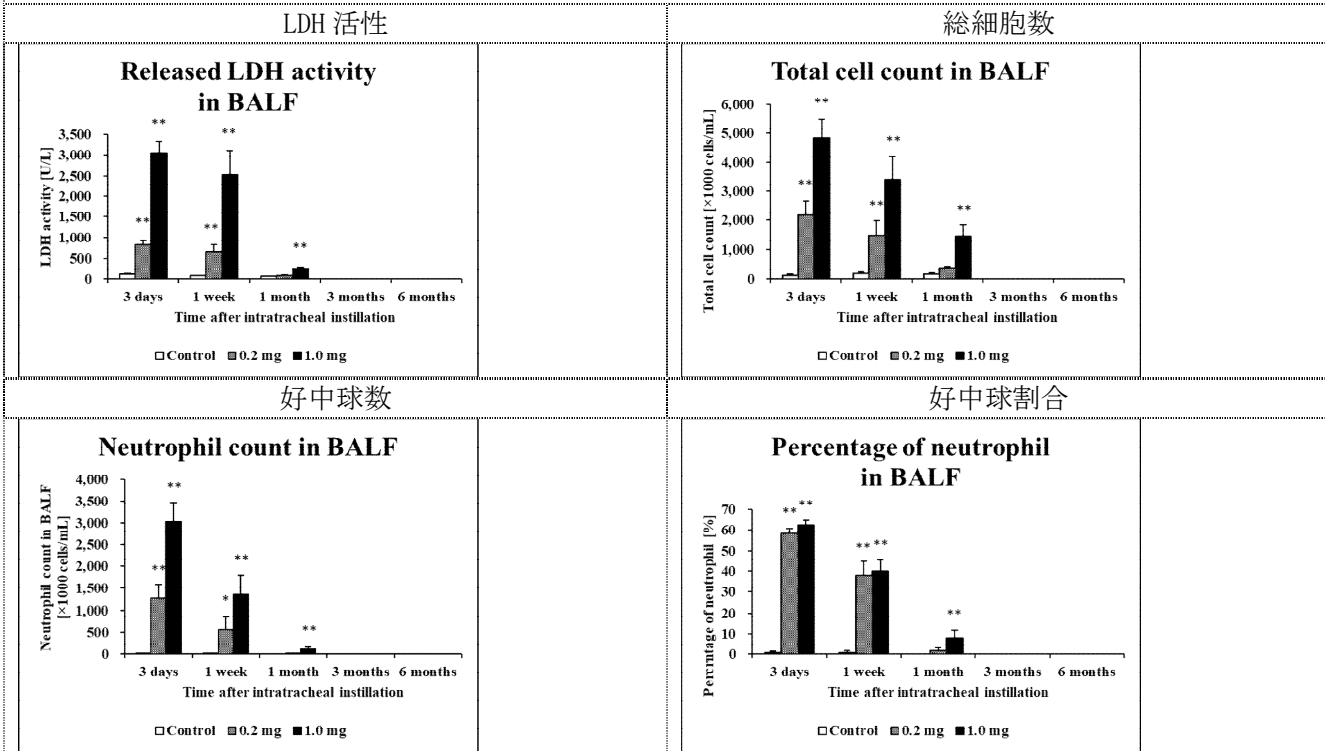 LDH 活性
総細胞数
Released LDH activity
in BALF
LDH activity [U/L]
3,500
3,000
2,500
2,000
1,500
1,000
500
0
** ** ** ** **
3 days 1 week 1 month 3 months 6 months
Time after intratracheal instillation
Control 0.2 mg 1.0 mg
Total cell count in BALF
Total cell count [×1000 cells/mL]
6,000
5,000
4,000
3,000
2,000
1,000
0
** ** ** ** **
3 days 1 week 1 month 3 months 6 months
Time after intratracheal instillation
Control 0.2 mg 1.0 mg
好中球数
好中球割合
Neutrophil count in BALF
Neutrophil count in BALF
[×1000 cells/mL]
4,000
3,500
3,000
2,500
2,000
1,500
1,000
500
0
** ** * ** **
3 days 1 week 1 month 3 months 6 months
Time after intratracheal instillation
Control 0.2 mg 1.0 mg
Percentage of neutrophil
in BALF
Percrntage of neutrophil [%]
70
60
50
40
30
20
10
0
** ** ** ** **
3 days 1 week 1 month 3 months 6 months
Time after intratracheal instillation
Control 0.2 mg 1.0 mg